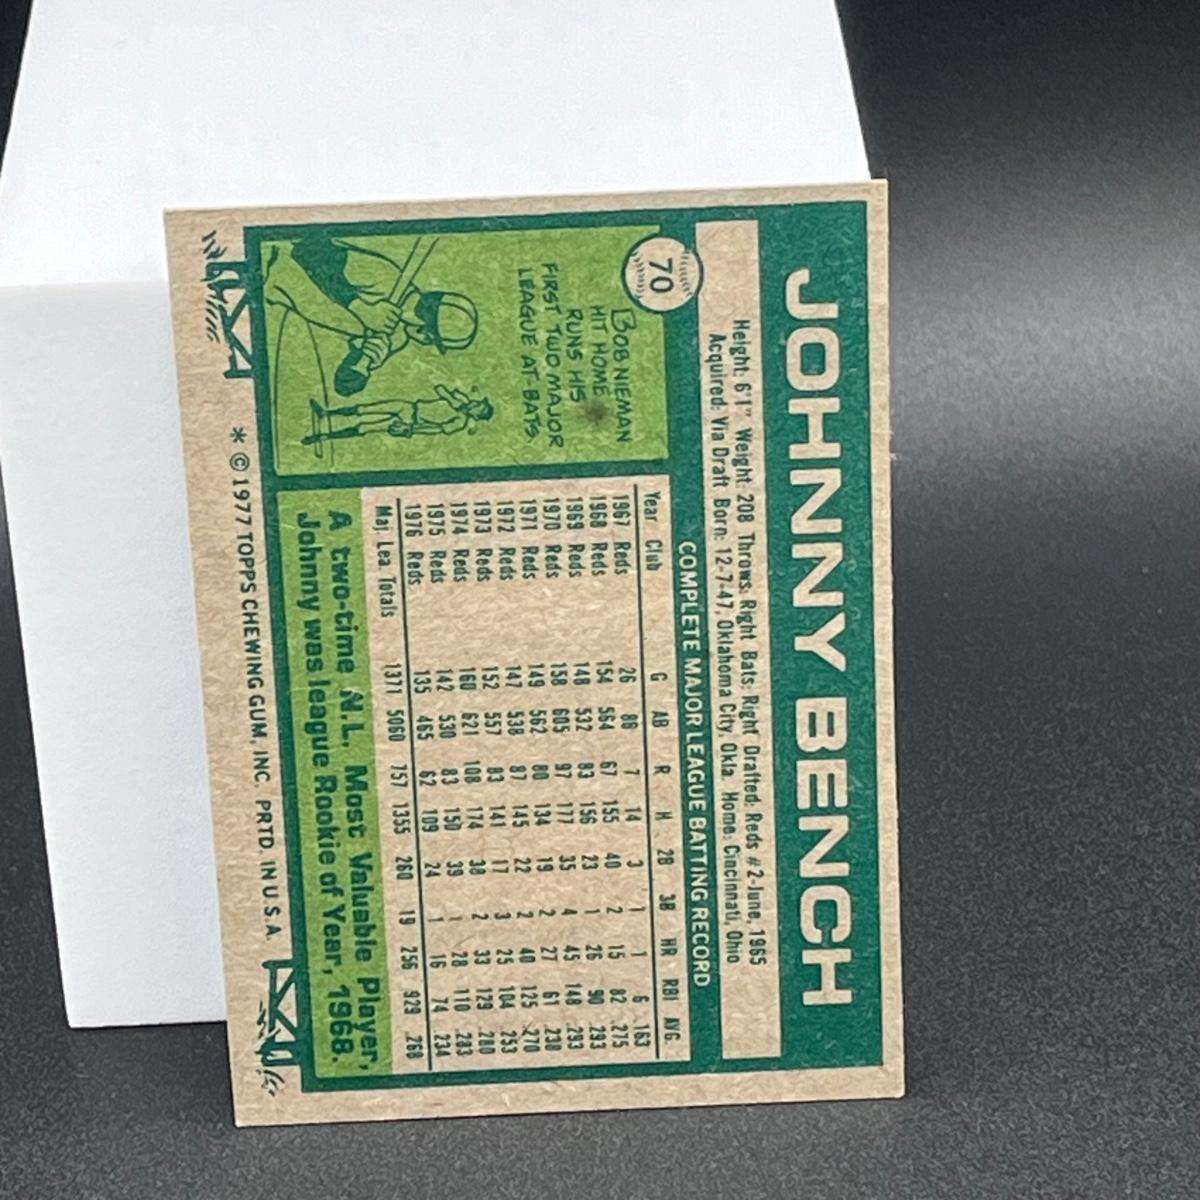 JOHNNY BENCH
70
Height: 6'1" Weight: 208 Throws: Right Bats: Right Drafted: Reds #2-June, 1965
Acquired: Via Draft Born: 12-7-47, Oklahoma City, Okla. Home: Cincinnati, Ohio
BOB NIEMAN
HIT HOME
RUNS HIS
FIRST TWO MAJOR
LEAGUE AT-BATS.
COMPLETE MAJOR LEAGUE BATTING RECORD
Year Club G AB R H 2B 3B HR RBI AVG.
1967 Reds 26 86 7 14 3 1 1 6 .163
1968 Reds 154 564 67 155 40 2 15 82 .275
1969 Reds 148 532 83 156 23 1 26 90 .293
1970 Reds 158 605 97 177 35 4 45 148 .293
1971 Reds 149 562 80 134 19 2 27 61 .238
1972 Reds 147 538 87 145 22 2 40 125 .270
1973 Reds 152 557 83 141 17 3 25 104 .253
1974 Reds 160 621 108 174 38 2 33 129 .280
1975 Reds 142 530 83 150 39 1 28 110 .283
1976 Reds 135 465 62 109 24 1 16 74 .234
Maj. Lea. Totals 1371 5060 757 1355 260 19 256 929 .268
A two-time N.L. Most Valuable Player,
Johnny was league Rookie of Year, 1968.
* © 1977 TOPPS CHEWING GUM, INC. PRTD. IN U.S.A.